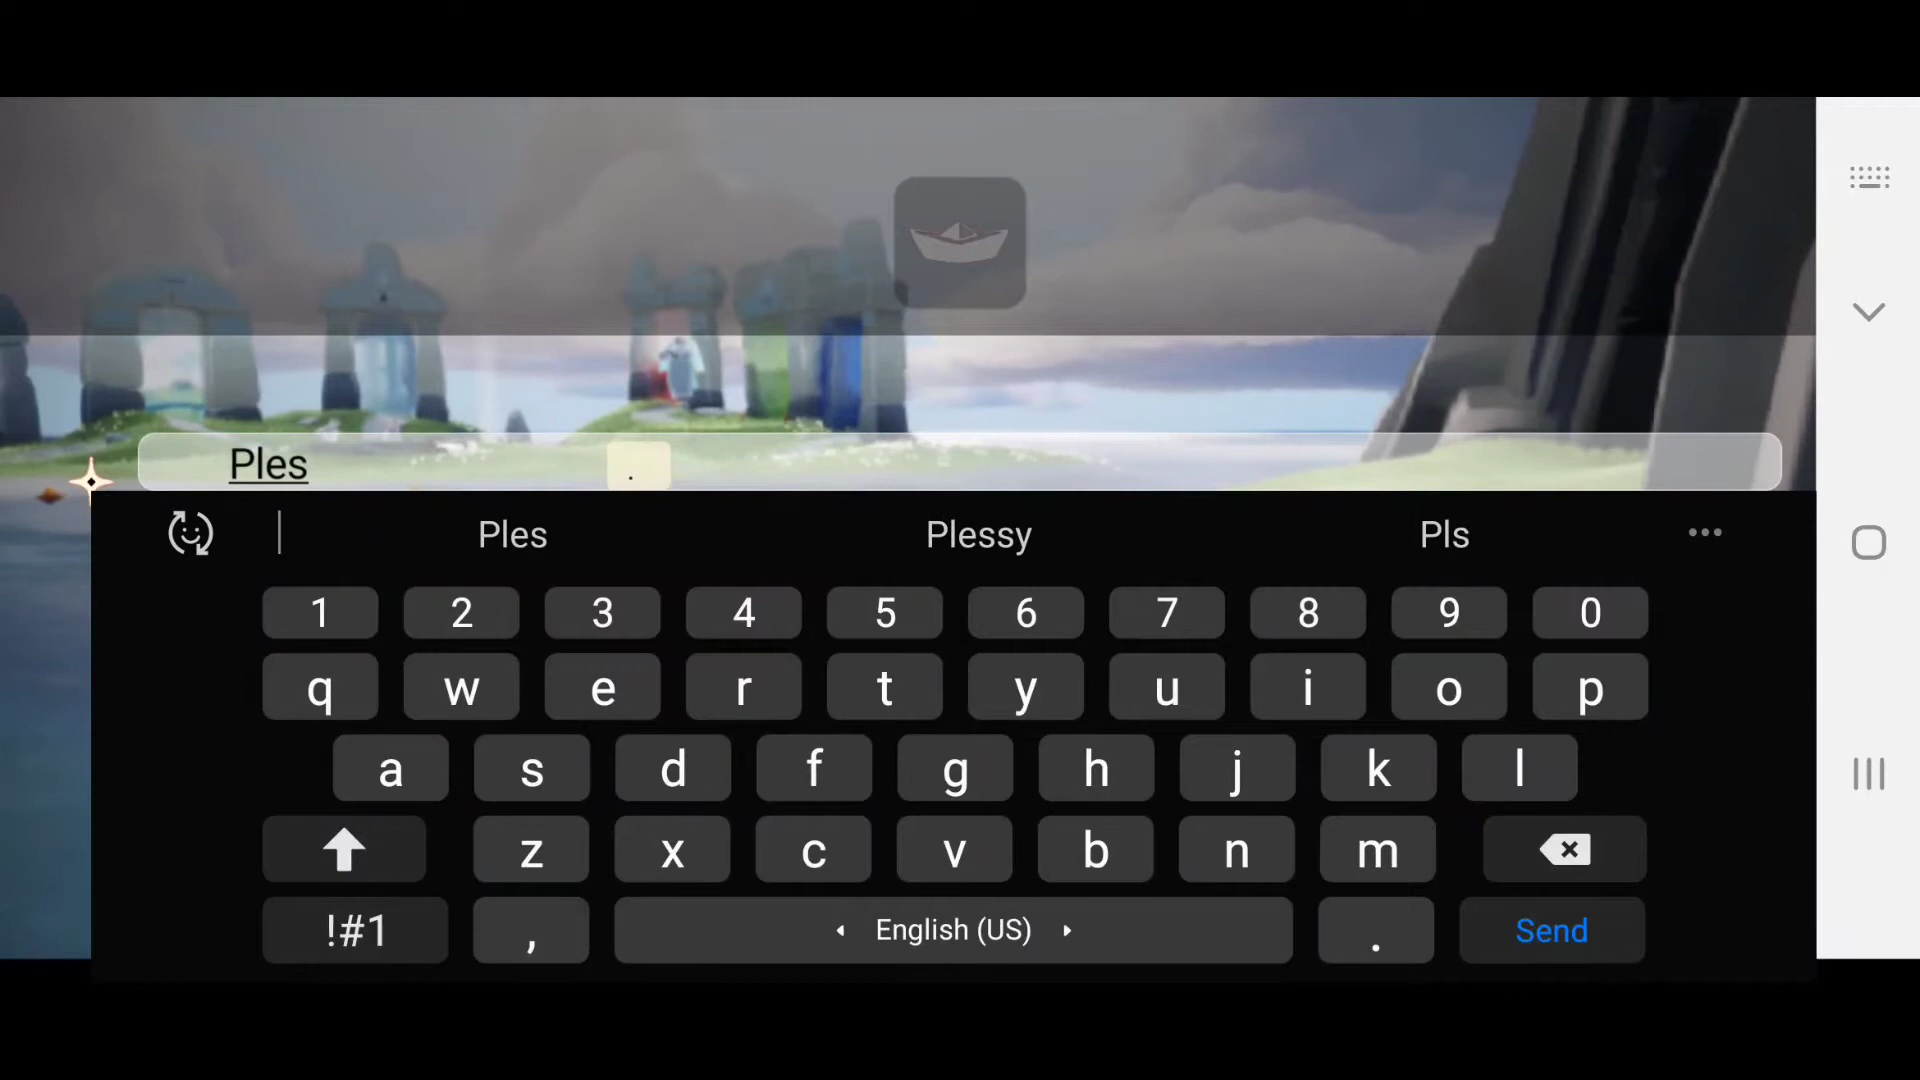 Ples
.
Ples Plessy Pls •••
1 2 3 4 5 6 7 8 9 0
q w e r t y u i o p
a s d f g h j k l
z x c v b n m
!#1 , English (US) . Send